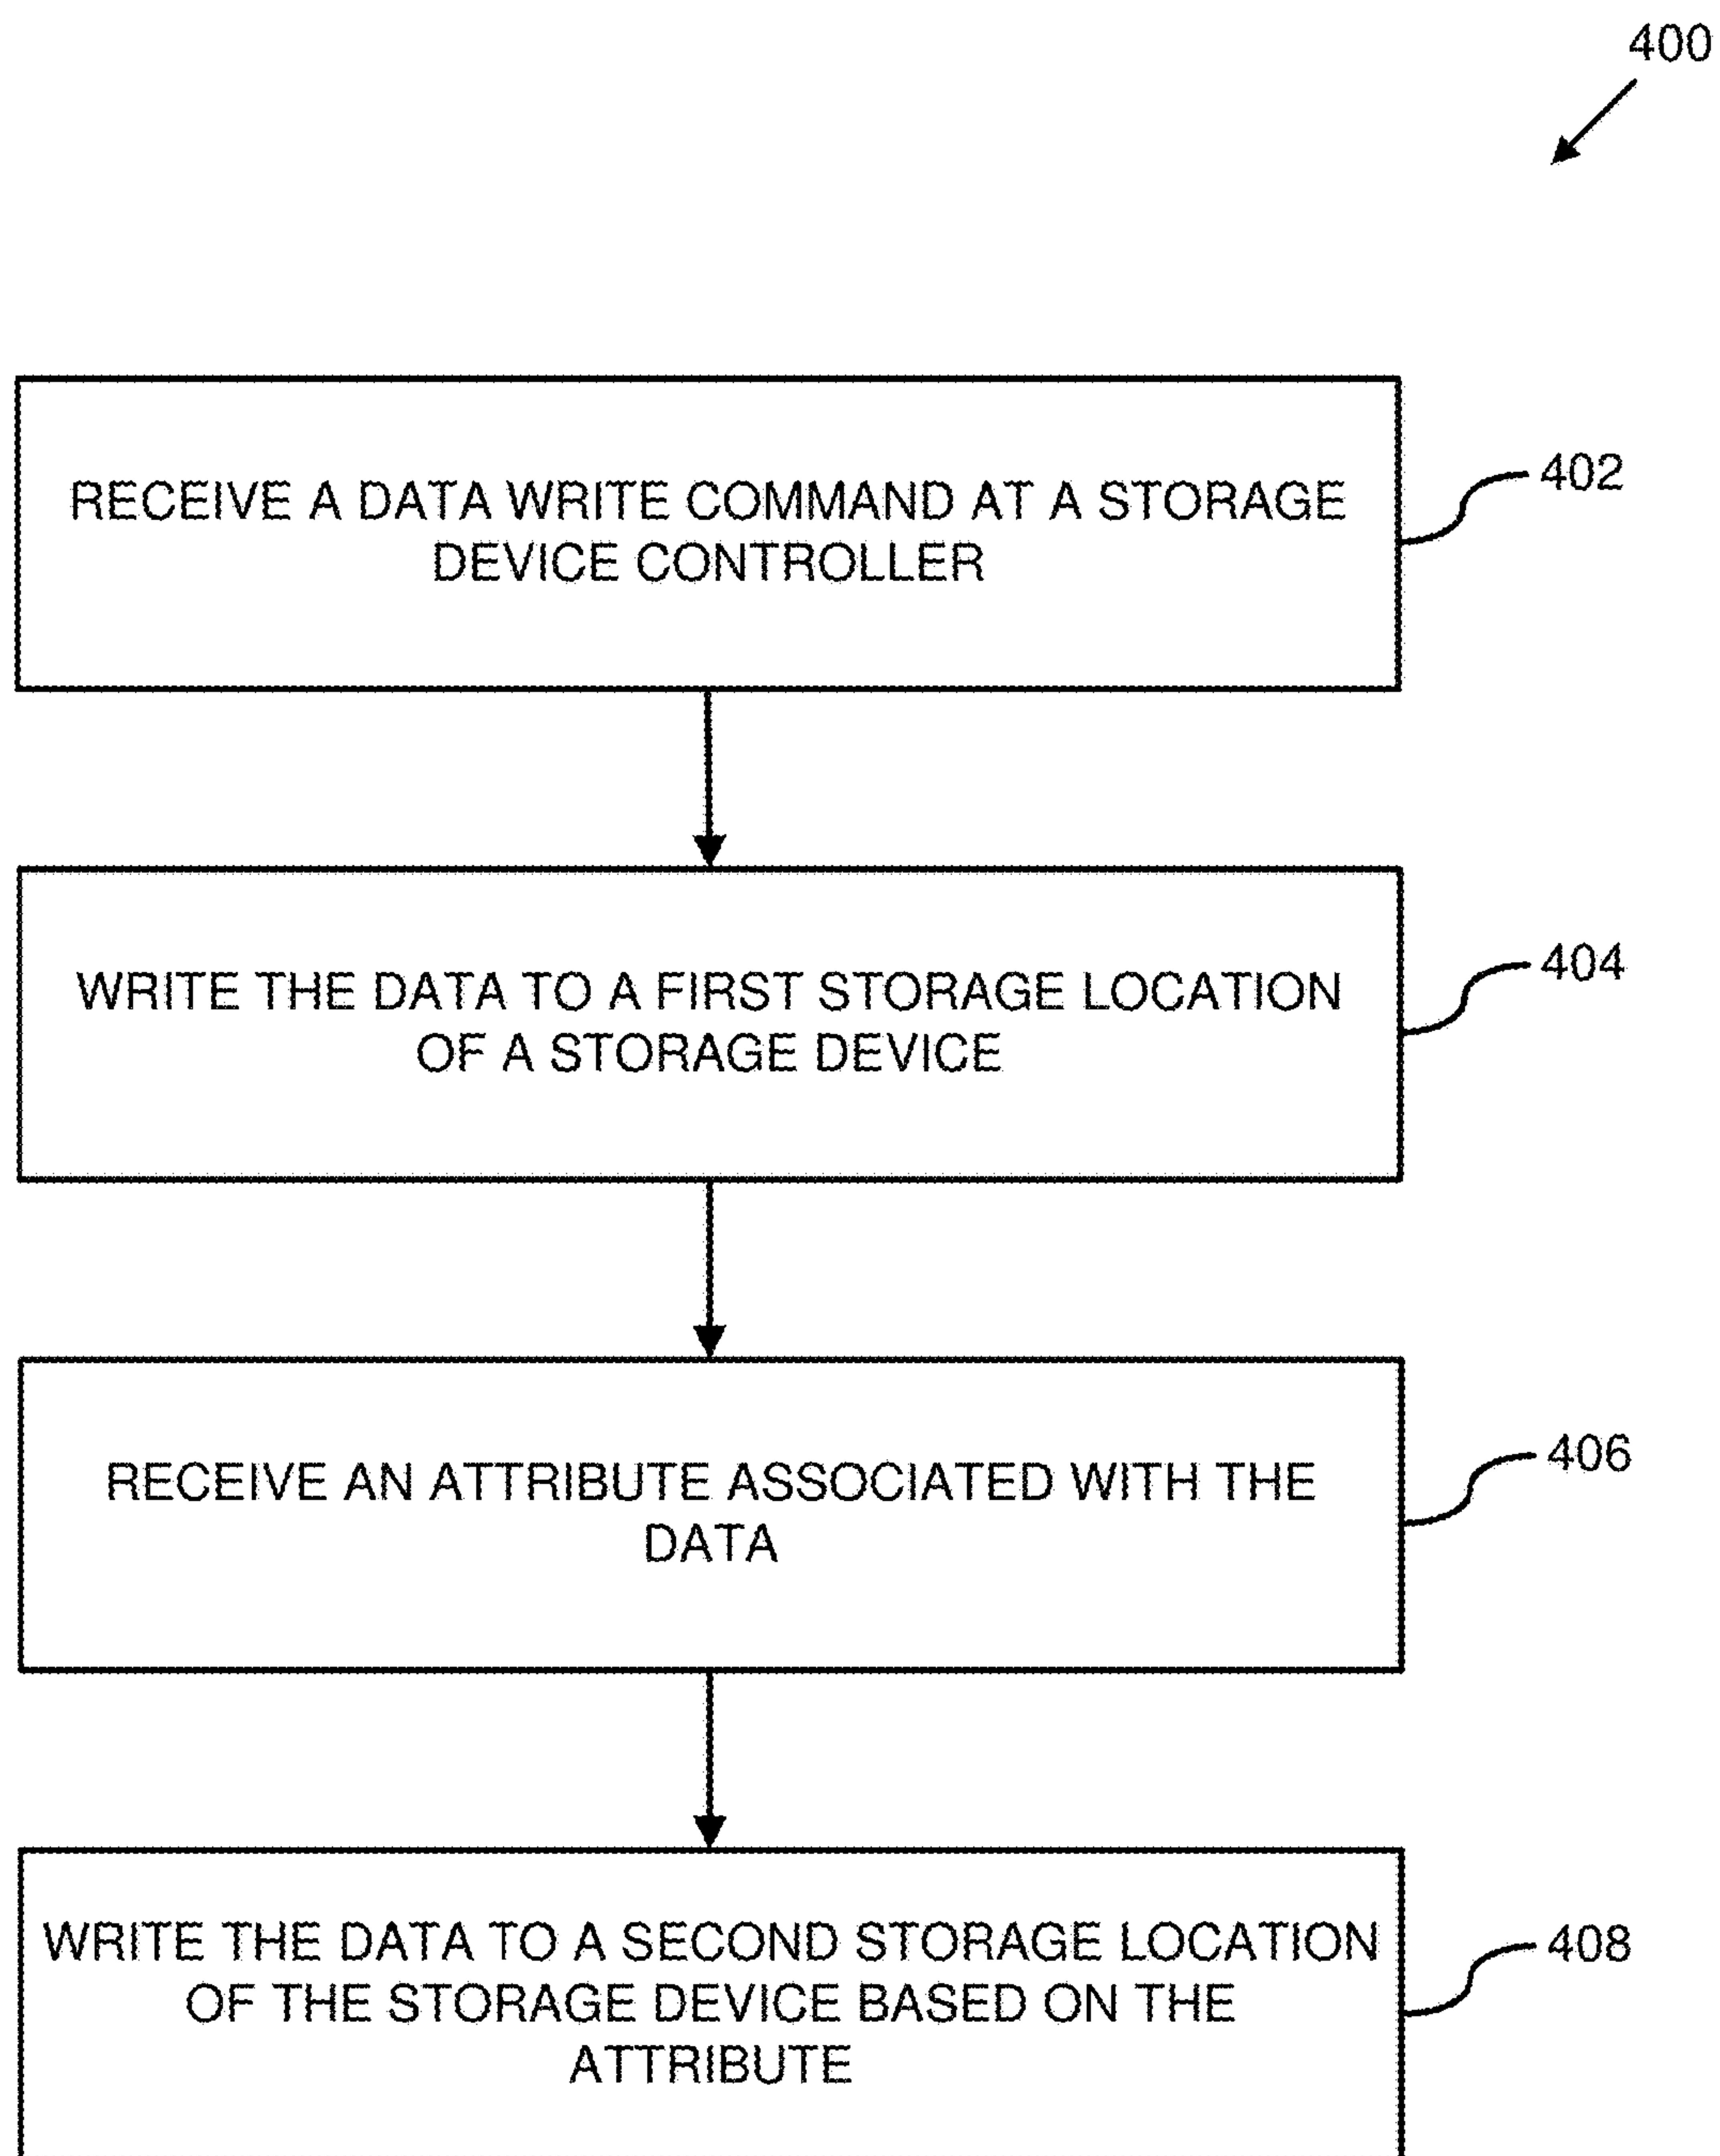 400
RECEIVE A DATA WRITE COMMAND AT A STORAGE
DEVICE CONTROLLER
402
WRITE THE DATA TO A FIRST STORAGE LOCATION
OF A STORAGE DEVICE
404
RECEIVE AN ATTRIBUTE ASSOCIATED WITH THE
DATA
406
WRITE THE DATA TO A SECOND STORAGE LOCATION
OF THE STORAGE DEVICE BASED ON THE
ATTRIBUTE
408